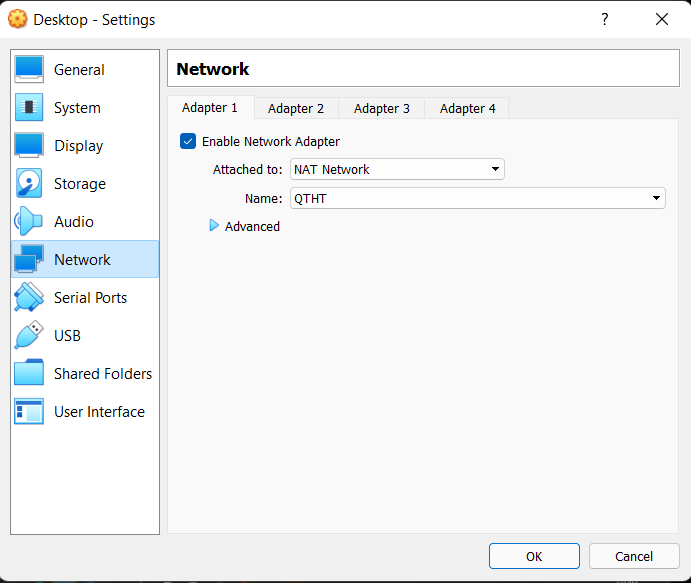 Desktop - Settings
?
General
System
Display
Storage
Audio
Network
Serial Ports
USB
Shared Folders
User Interface
Network
Adapter 1 Adapter 2 Adapter 3 Adapter 4
Enable Network Adapter
Attached to: NAT Network
Name: QTHT
Advanced
OK Cancel